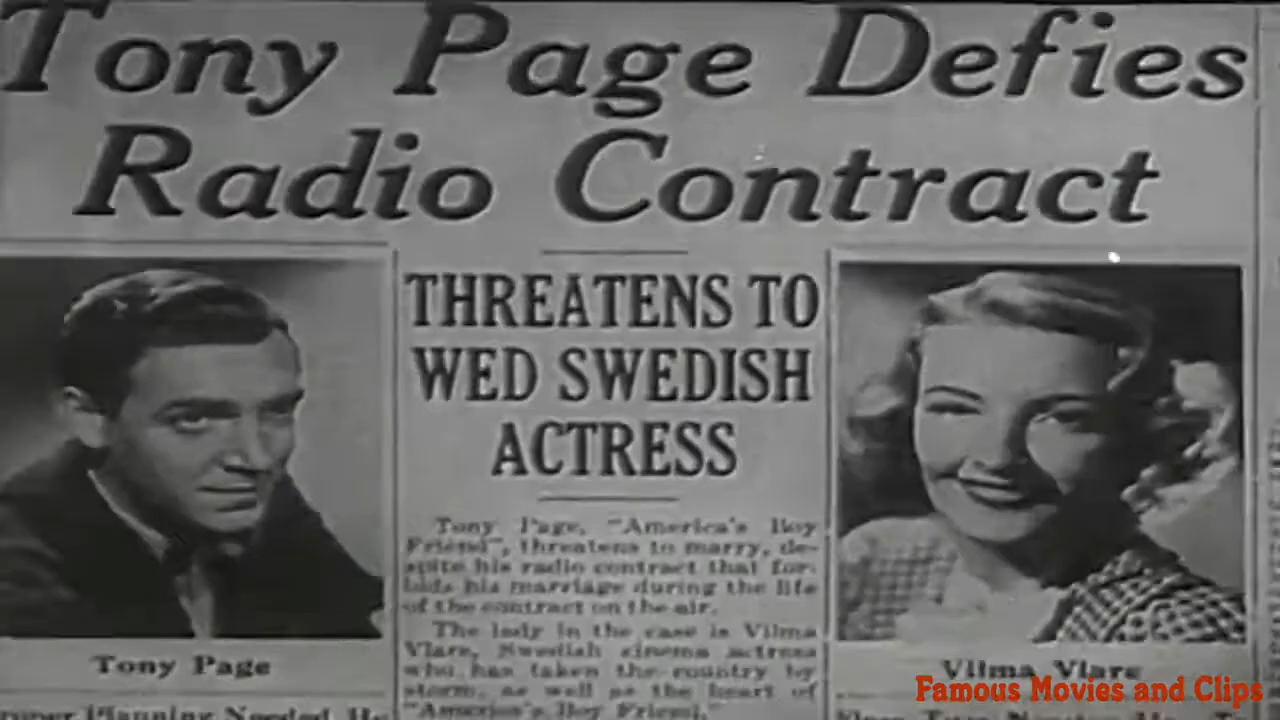 Tony Page Defies
Radio Contract
THREATENS TO
WED SWEDISH
ACTRESS
Tony Page, "America's Boy
Friend", threatens to marry, de-
spite his radio contract that for-
bids his marriage during the life
of the contract on the air.
The lady in the case is Vilma
Vlare, Swedish cinema actress
who has taken the country by
storm, as well as the heart of
"America's Boy Friend."
Tony Page
Vilma Vlare
Planning Needed
Famous Movies and Clips